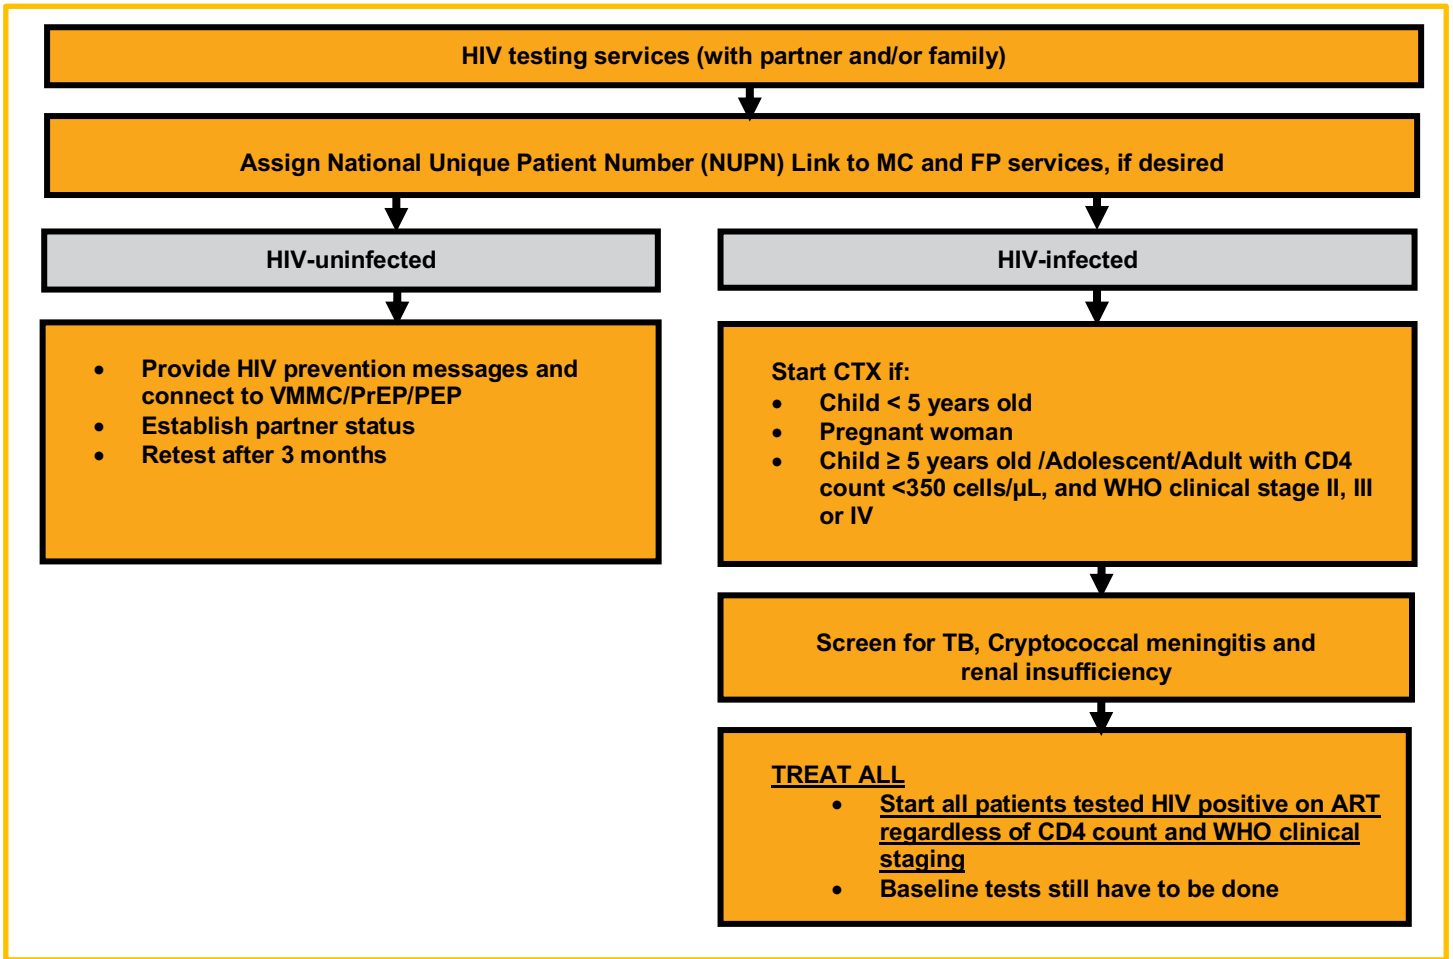 HIV testing services (with partner and/or family)
Assign National Unique Patient Number (NUPN) Link to MC and FP services, if desired
HIV-uninfected
• Provide HIV prevention messages and
connect to VMMC/PrEP/PEP
• Establish partner status
• Retest after 3 months
HIV-infected
Start CTX if:
• Child < 5 years old
• Pregnant woman
• Child ≥ 5 years old /Adolescent/Adult with CD4
count <350 cells/µL, and WHO clinical stage II, III
or IV
Screen for TB, Cryptococcal meningitis and
renal insufficiency
TREAT ALL
• Start all patients tested HIV positive on ART
regardless of CD4 count and WHO clinical
staging
• Baseline tests still have to be done